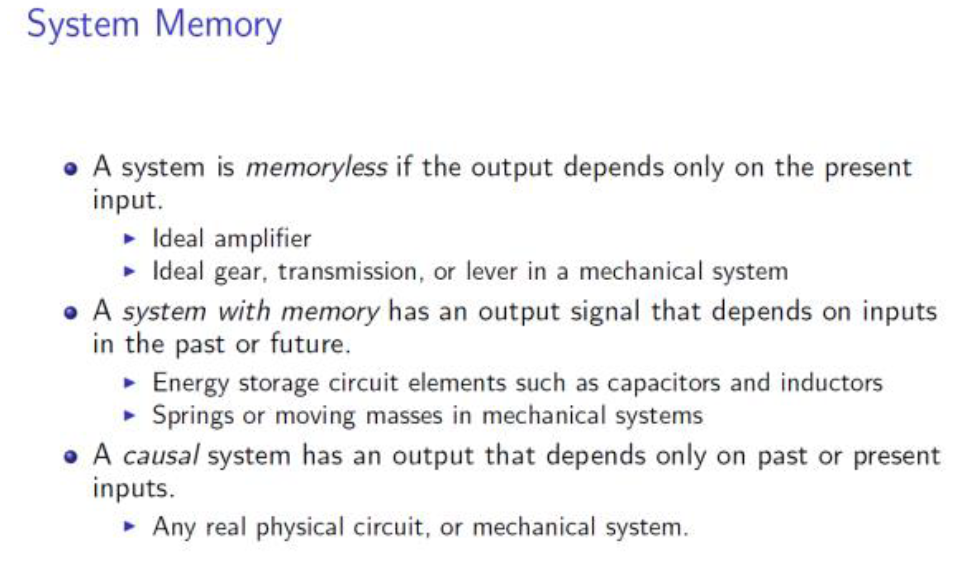 System Memory
A system is memoryless if the output depends only on the present
input.
Ideal amplifier
Ideal gear, transmission, or lever in a mechanical system
A system with memory has an output signal that depends on inputs
in the past or future.
Energy storage circuit elements such as capacitors and inductors
Springs or moving masses in mechanical systems
A causal system has an output that depends only on past or present
inputs.
Any real physical circuit, or mechanical system.